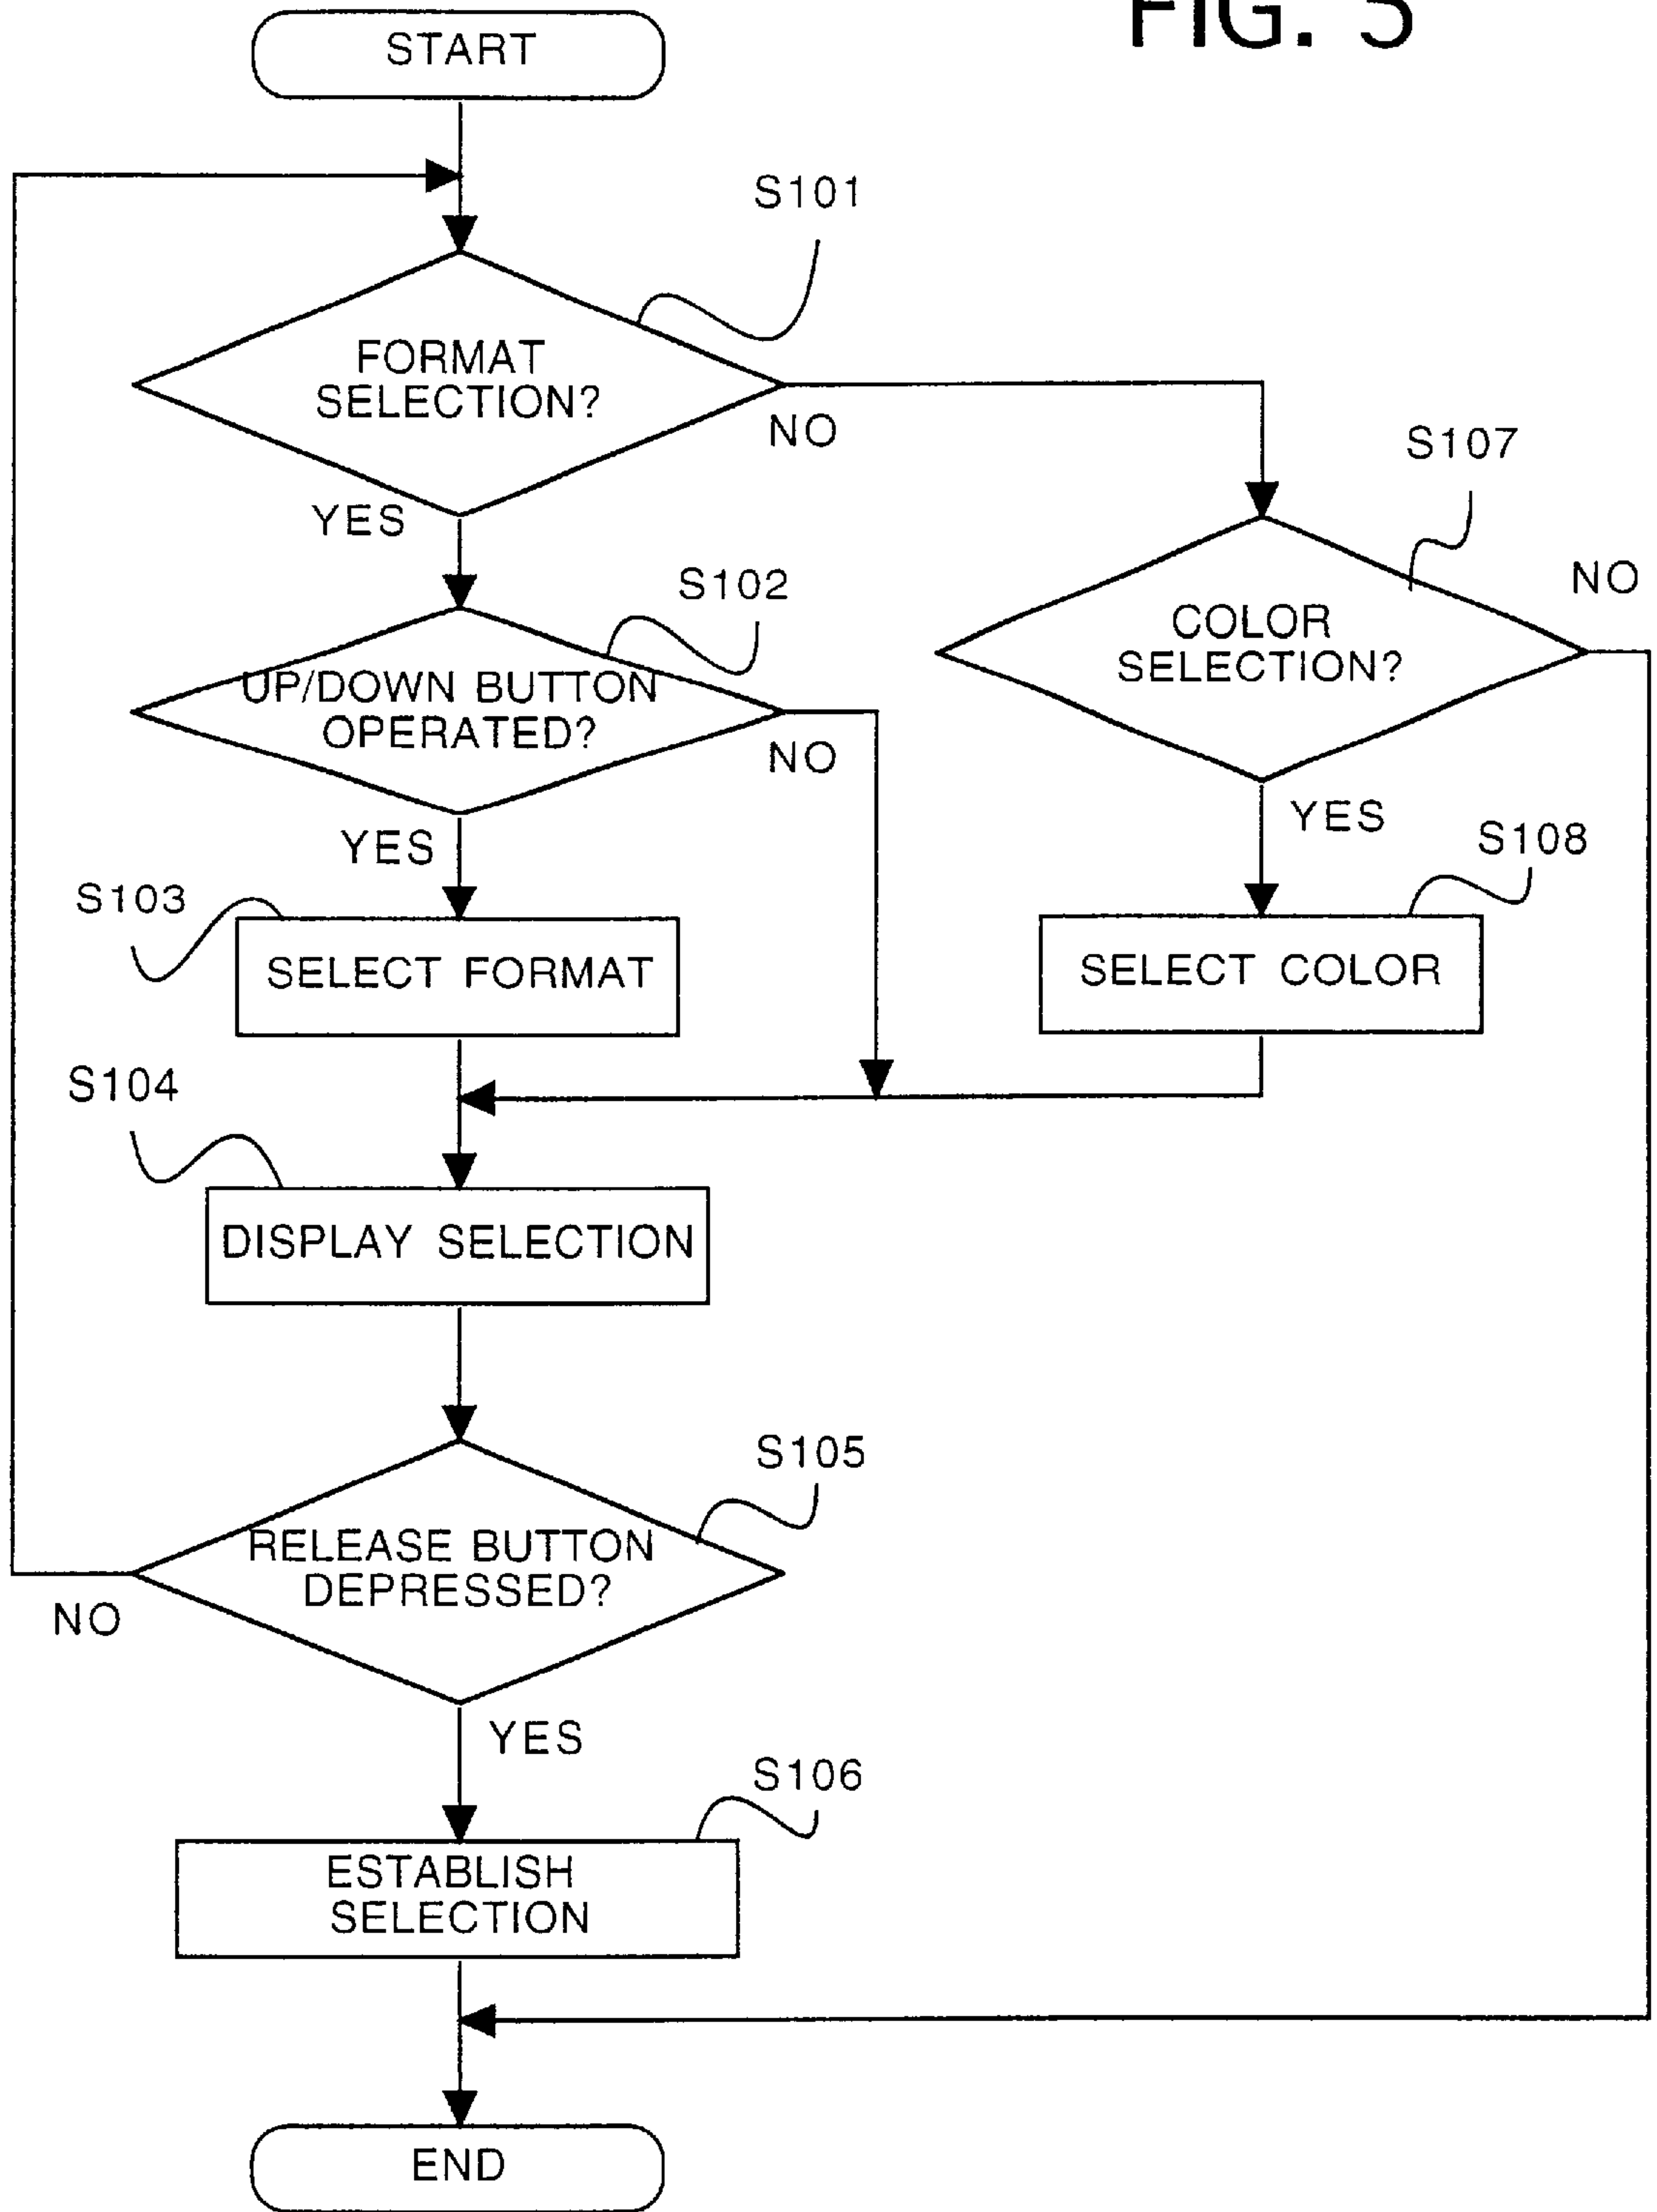 FIG.
START
S101
FORMAT
SELECTION?
NO
YES
S107
NO
COLOR
SELECTION?
S102
UP/DOWN BUTTON
OPERATED?
NO
YES
YES
S108
S103
SELECT FORMAT
SELECT COLOR
S104
DISPLAY SELECTION
S105
RELEASE BUTTON
DEPRESSED?
NO
YES
S106
ESTABLISH
SELECTION
END